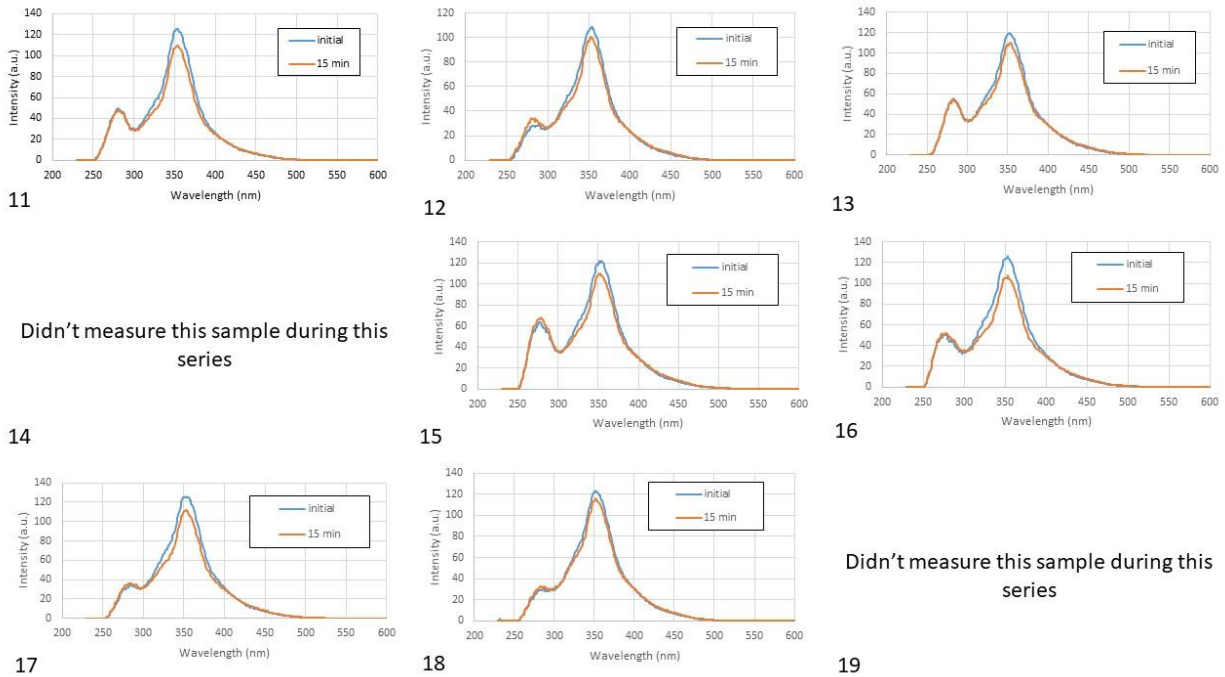 140
120
100
80
60
40
20
0
Intensity (a.u.)
initial
15 min
200 250 300 350 400 450 500 550 600
Wavelength (nm)
11
140
120
100
80
60
40
20
0
Intensity (a.u.)
initial
15 min
200 250 300 350 400 450 500 550 600
Wavelength (nm)
12
140
120
100
80
60
40
20
0
Intensity (a.u.)
initial
15 min
200 250 300 350 400 450 500 550 600
Wavelength (nm)
13
Didn’t measure this sample during this
series
14
140
120
100
80
60
40
20
0
Intensity (a.u.)
initial
15 min
200 250 300 350 400 450 500 550 600
Wavelength (nm)
15
140
120
100
80
60
40
20
0
Intensity (a.u.)
initial
15 min
200 250 300 350 400 450 500 550 600
Wavelength (nm)
16
140
120
100
80
60
40
20
0
Intensity (a.u.)
initial
15 min
200 250 300 350 400 450 500 550 600
Wavelength (nm)
17
140
120
100
80
60
40
20
0
Intensity (a.u.)
initial
15 min
200 250 300 350 400 450 500 550 600
Wavelength (nm)
18
Didn’t measure this sample during this
series
19